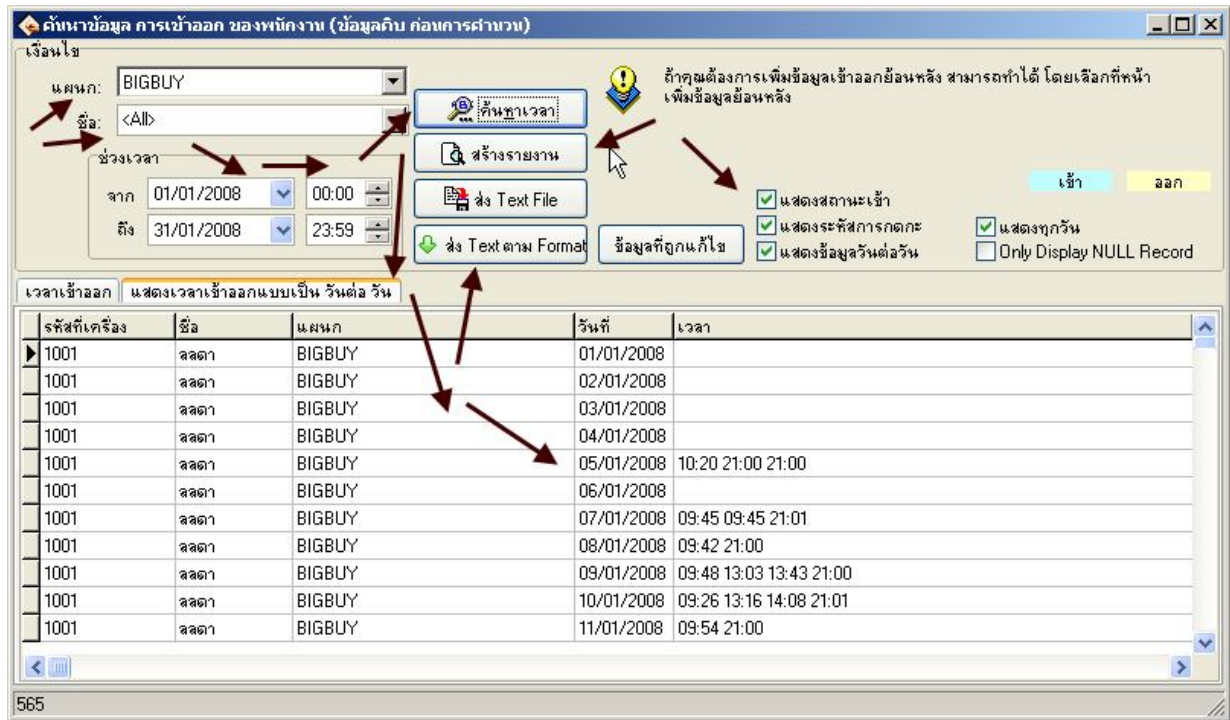 ค้นหาข้อมูล การเข้าออก ของพนักงาน (ข้อมูลดิบ ก่อนการคำนวน)
เงื่อนไข
แผนก: BIGBUY
ชื่อ: <All>
ช่วงเวลา
จาก 01/01/2008 00:00
ถึง 31/01/2008 23:59
ค้นหาเวลา
สร้างรายงาน
ส่ง Text File
ส่ง Text ตาม Format
ข้อมูลที่ถูกแก้ไข
ถ้าคุณต้องการเพิ่มข้อมูลเข้าออกย้อนหลัง สามารถทำได้ โดยเลือกที่หน้า
เพิ่มข้อมูลย้อนหลัง
เข้า ออก
แสดงสถานะเข้า
แสดงระหัสการกดกะ แสดงทุกวัน
แสดงข้อมูลวันต่อวัน Only Display NULL Record
เวลาเข้าออก แสดงเวลาเข้าออกแบบเป็น วันต่อ วัน
รหัสที่เครื่อง ชื่อ แผนก วันที่ เวลา
1001 ลลดา BIGBUY 01/01/2008
1001 ลลดา BIGBUY 02/01/2008
1001 ลลดา BIGBUY 03/01/2008
1001 ลลดา BIGBUY 04/01/2008
1001 ลลดา BIGBUY 05/01/2008 10:20 21:00 21:00
1001 ลลดา BIGBUY 06/01/2008
1001 ลลดา BIGBUY 07/01/2008 09:45 09:45 21:01
1001 ลลดา BIGBUY 08/01/2008 09:42 21:00
1001 ลลดา BIGBUY 09/01/2008 09:48 13:03 13:43 21:00
1001 ลลดา BIGBUY 10/01/2008 09:26 13:16 14:08 21:01
1001 ลลดา BIGBUY 11/01/2008 09:54 21:00
565